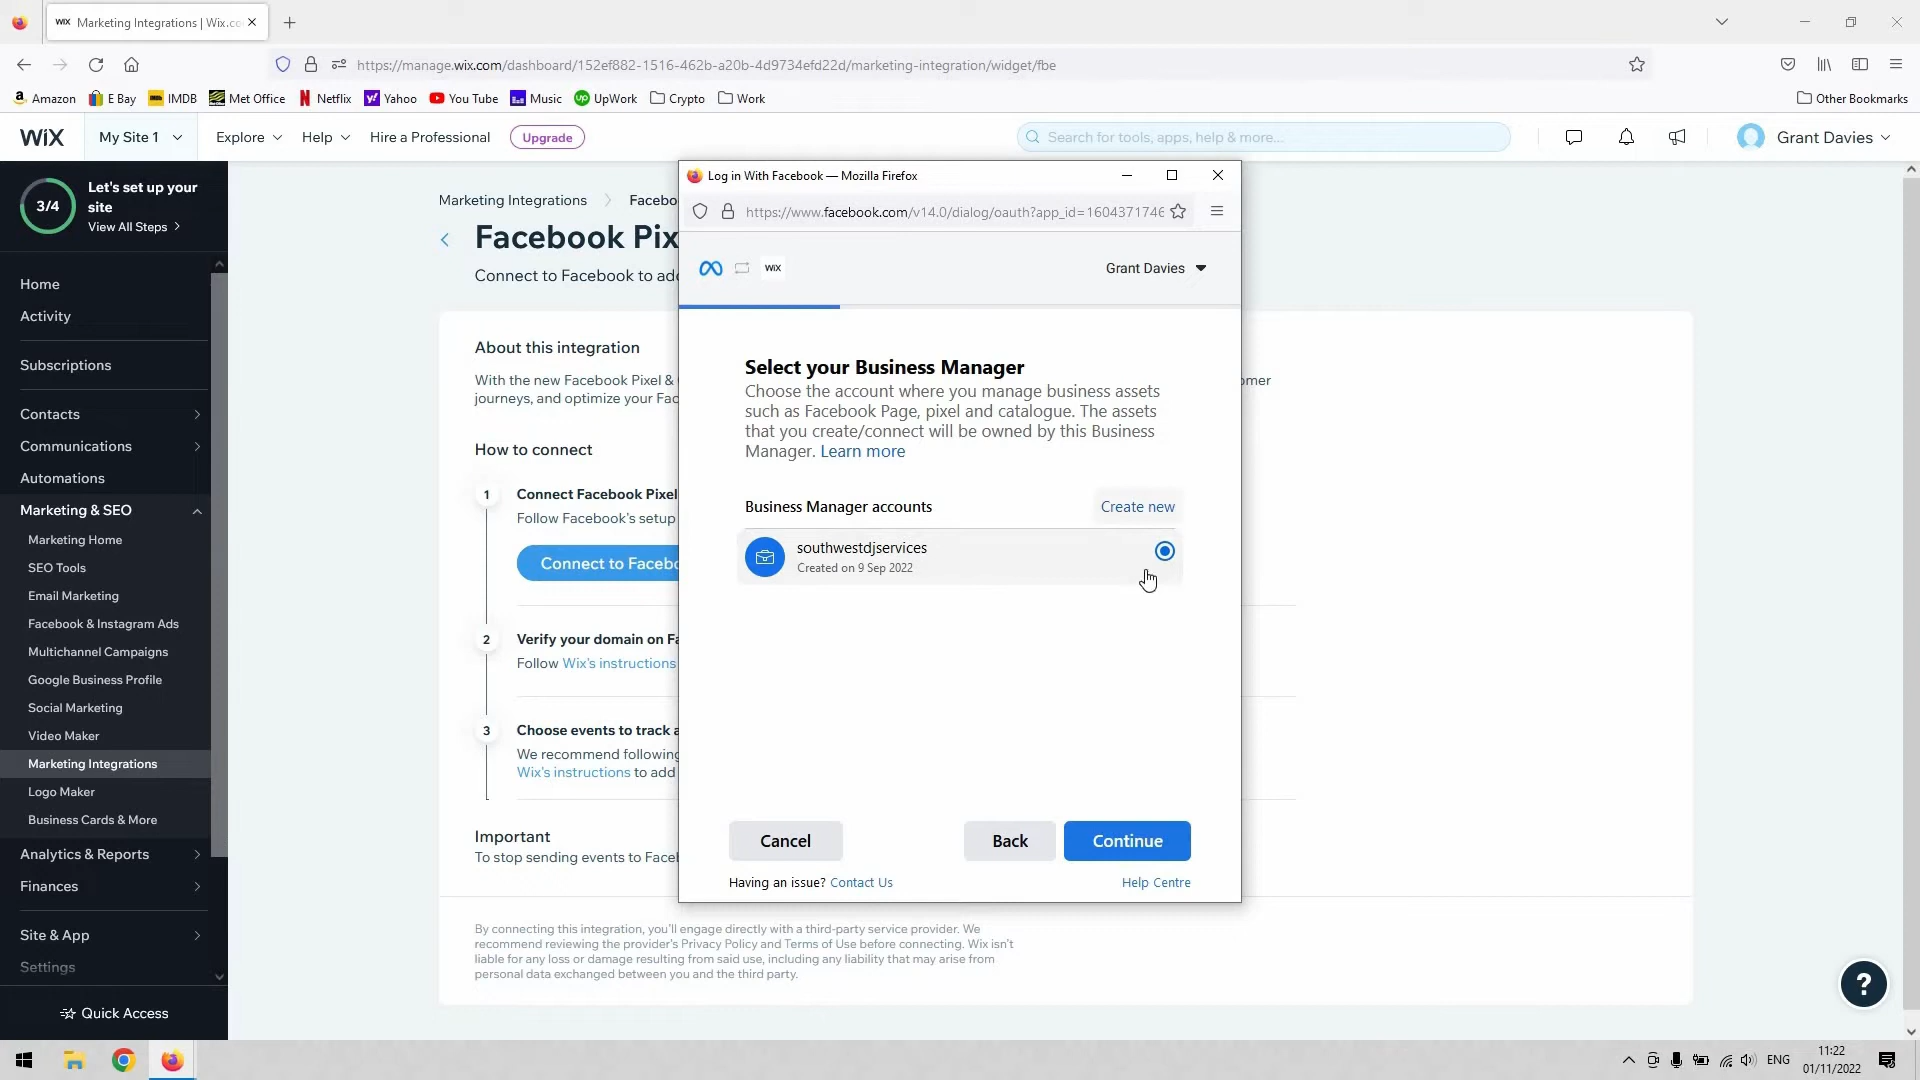 WIX Marketing Integrations | Wix.co
https://manage.wix.com/dashboard/152ef882-1516-462b-a20b-4d9734efd22d/marketing-integration/widget/fbe
Amazon E Bay IMDB Met Office Netflix Yahoo You Tube Music UpWork Crypto Work Other Bookmarks
WIX My Site 1 Explore Help Hire a Professional Upgrade Search for tools, apps, help & more... Grant Davies
3/4
Let's set up your
site
View All Steps
Home
Activity
Subscriptions
Contacts
Communications
Automations
Marketing & SEO
Marketing Home
SEO Tools
Email Marketing
Facebook & Instagram Ads
Multichannel Campaigns
Google Business Profile
Social Marketing
Video Maker
Marketing Integrations
Logo Maker
Business Cards & More
Analytics & Reports
Finances
Site & App
Settings
Quick Access
Marketing Integrations Facebo
Facebook Pix
Connect to Facebook to ad
About this integration
With the new Facebook Pixel & omer
journeys, and optimize your Fac
How to connect
1 Connect Facebook Pixel
Follow Facebook's setup
Connect to Facebo
2 Verify your domain on Fa
Follow Wix's instructions
3 Choose events to track a
We recommend following
Wix's instructions to add
Important
To stop sending events to Facel
By connecting this integration, you'll engage directly with a third-party service provider. We
recommend reviewing the provider's Privacy Policy and Terms of Use before connecting. Wix isn't
liable for any loss or damage resulting from said use, including any liability that may arise from
personal data exchanged between you and the third party.
Log in With Facebook — Mozilla Firefox
https://www.facebook.com/v14.0/dialog/oauth?app_id=1604371746
WIX Grant Davies
Select your Business Manager
Choose the account where you manage business assets
such as Facebook Page, pixel and catalogue. The assets
that you create/connect will be owned by this Business
Manager. Learn more
Business Manager accounts Create new
southwestdjservices
Created on 9 Sep 2022
Cancel Back Continue
Having an issue? Contact Us Help Centre
?
ENG
11:22
01/11/2022